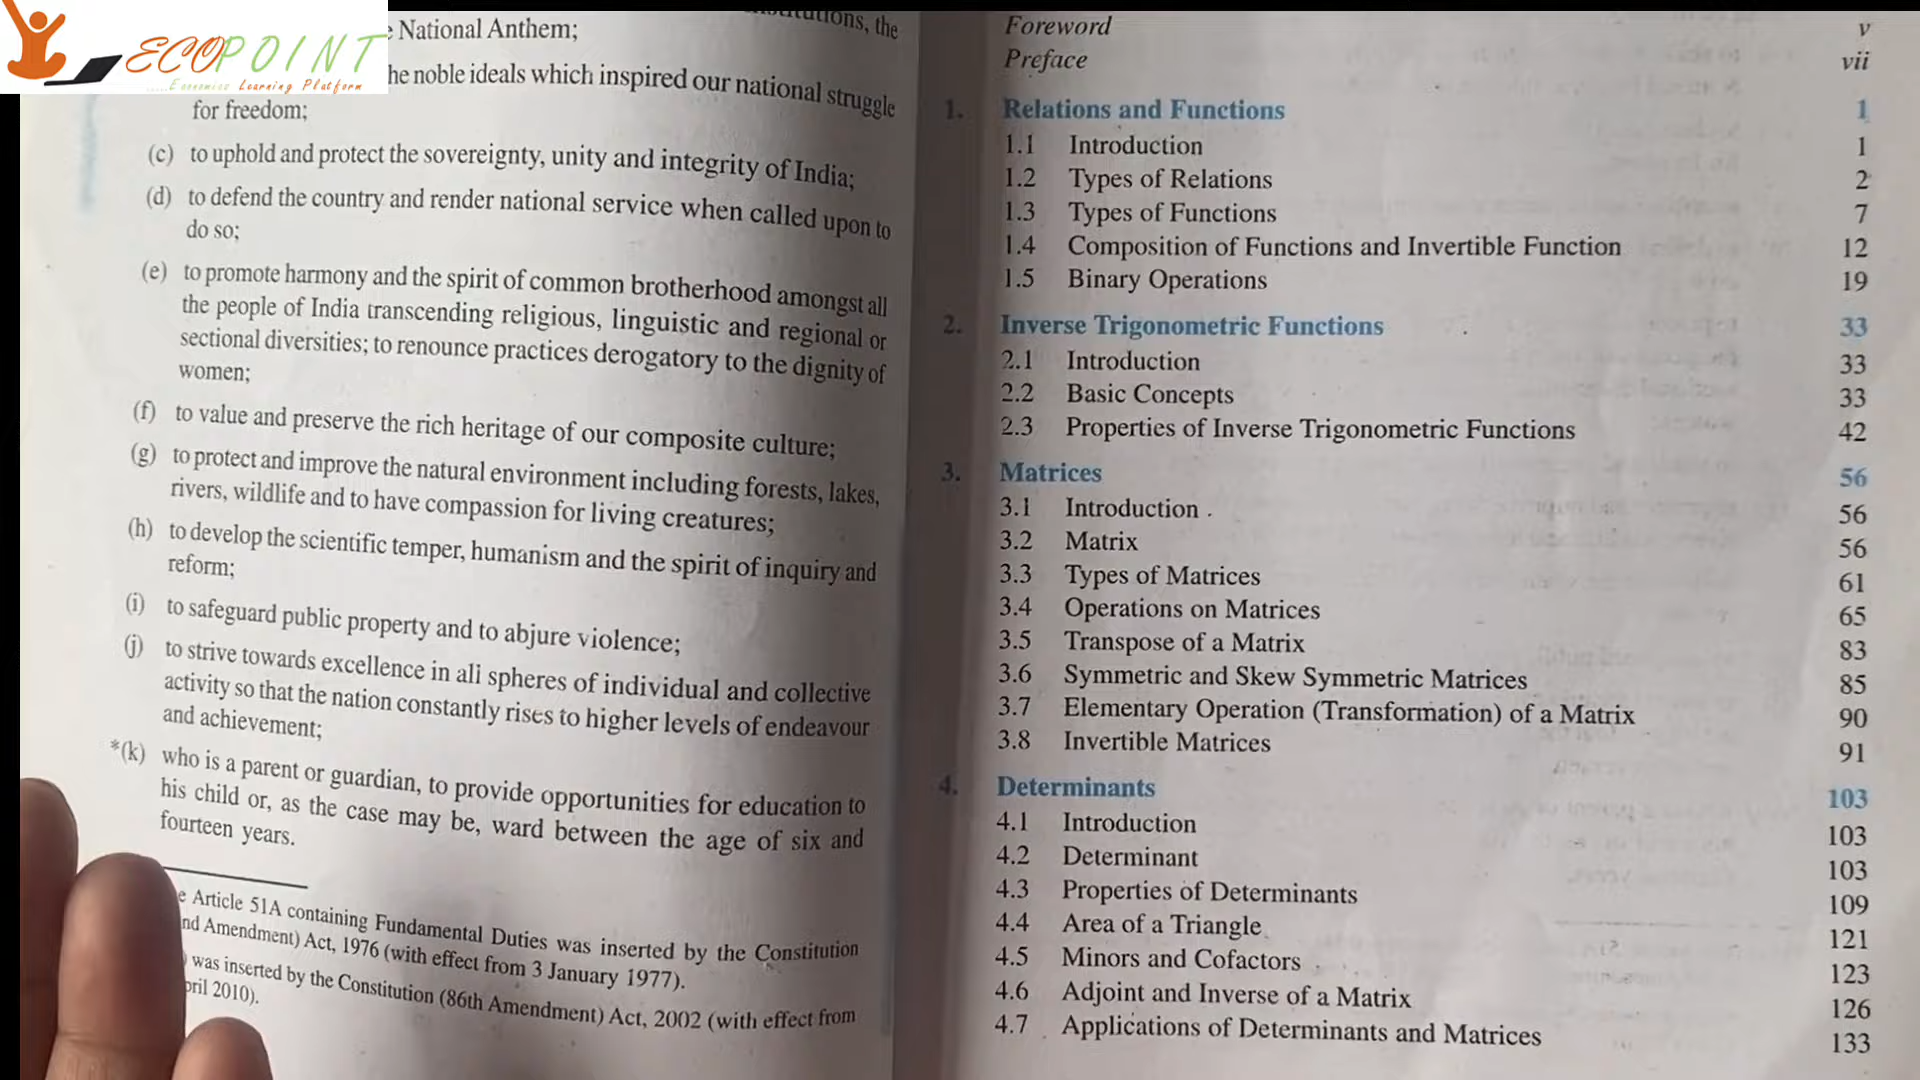 ECOPOINT
.....Economics Learning Platform
National Anthem;
he noble ideals which inspired our national struggle
for freedom;
(c) to uphold and protect the sovereignty, unity and integrity of India;
(d) to defend the country and render national service when called upon to
do so;
(e) to promote harmony and the spirit of common brotherhood amongst all
the people of India transcending religious, linguistic and regional or
sectional diversities; to renounce practices derogatory to the dignity of
women;
(f) to value and preserve the rich heritage of our composite culture;
(g) to protect and improve the natural environment including forests, lakes,
rivers, wildlife and to have compassion for living creatures;
(h) to develop the scientific temper, humanism and the spirit of inquiry and
reform;
(i) to safeguard public property and to abjure violence;
(j) to strive towards excellence in all spheres of individual and collective
activity so that the nation constantly rises to higher levels of endeavour
and achievement;
*(k) who is a parent or guardian, to provide opportunities for education to
his child or, as the case may be, ward between the age of six and
fourteen years.
e Article 51A containing Fundamental Duties was inserted by the Constitution
nd Amendment) Act, 1976 (with effect from 3 January 1977).
) was inserted by the Constitution (86th Amendment) Act, 2002 (with effect from
pril 2010).
Foreword v
Preface vii
1. Relations and Functions 1
1.1 Introduction 1
1.2 Types of Relations 2
1.3 Types of Functions 7
1.4 Composition of Functions and Invertible Function 12
1.5 Binary Operations 19
2. Inverse Trigonometric Functions 33
2.1 Introduction 33
2.2 Basic Concepts 33
2.3 Properties of Inverse Trigonometric Functions 42
3. Matrices 56
3.1 Introduction 56
3.2 Matrix 56
3.3 Types of Matrices 61
3.4 Operations on Matrices 65
3.5 Transpose of a Matrix 83
3.6 Symmetric and Skew Symmetric Matrices 85
3.7 Elementary Operation (Transformation) of a Matrix 90
3.8 Invertible Matrices 91
4. Determinants 103
4.1 Introduction 103
4.2 Determinant 103
4.3 Properties of Determinants 109
4.4 Area of a Triangle 121
4.5 Minors and Cofactors 123
4.6 Adjoint and Inverse of a Matrix 126
4.7 Applications of Determinants and Matrices 133